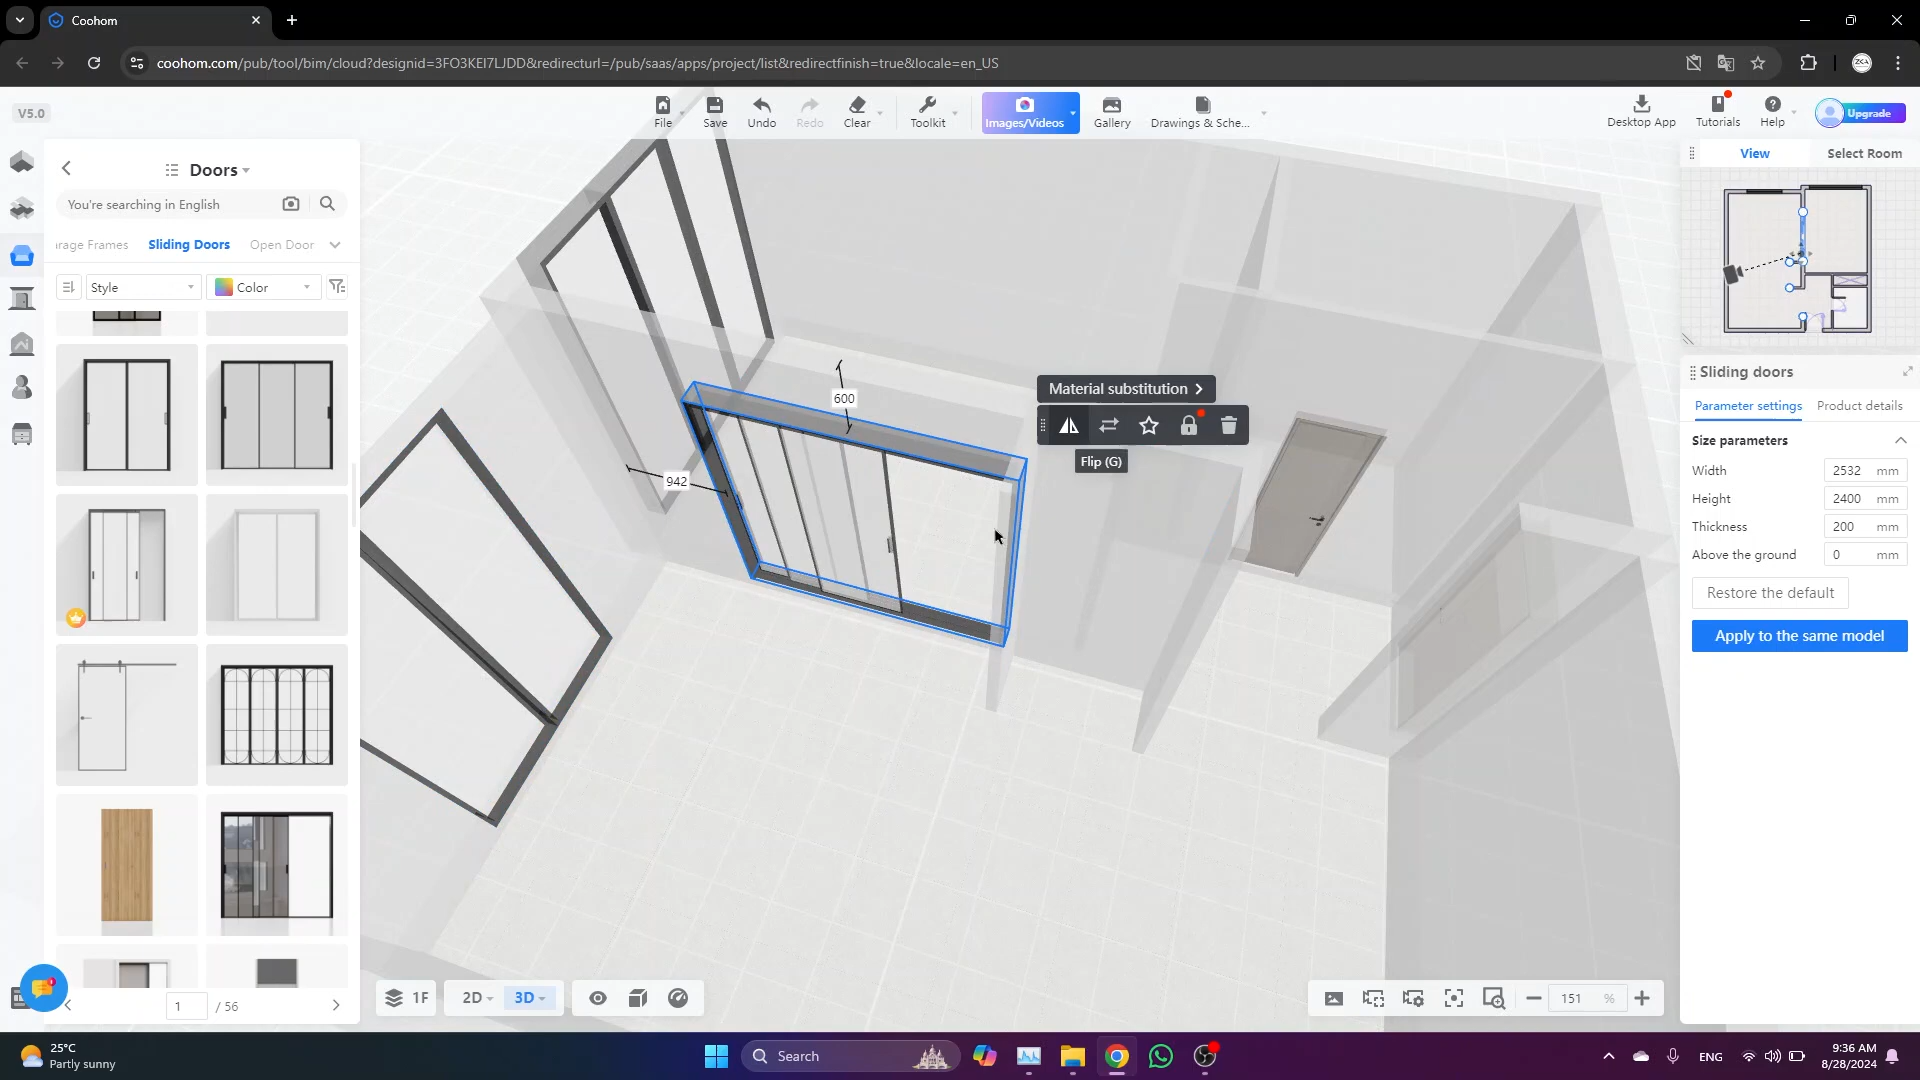 Coohom
coohom.com/pub/tool/bim/cloud?designid=3FO3KEI7LJDD&redirecturl=/pub/saas/apps/project/list&redirectfinish=true&locale=en_US
V5.0
File
Save
Undo
Redo
Clear
Toolkit
Images/Videos
Gallery
Drawings & Sche...
Desktop App
Tutorials
Help
Upgrade
Doors
You're searching in English
arage Frames
Sliding Doors
Open Door
Style
Color
1 / 56
600
942
Material substitution
Flip (G)
1F
2D
3D
151 %
View
Select Room
Sliding doors
Parameter settings
Product details
Size parameters
Width 2532 mm
Height 2400 mm
Thickness 200 mm
Above the ground 0 mm
Restore the default
Apply to the same model
25°C
Partly sunny
Search
ENG
9:36 AM
8/28/2024